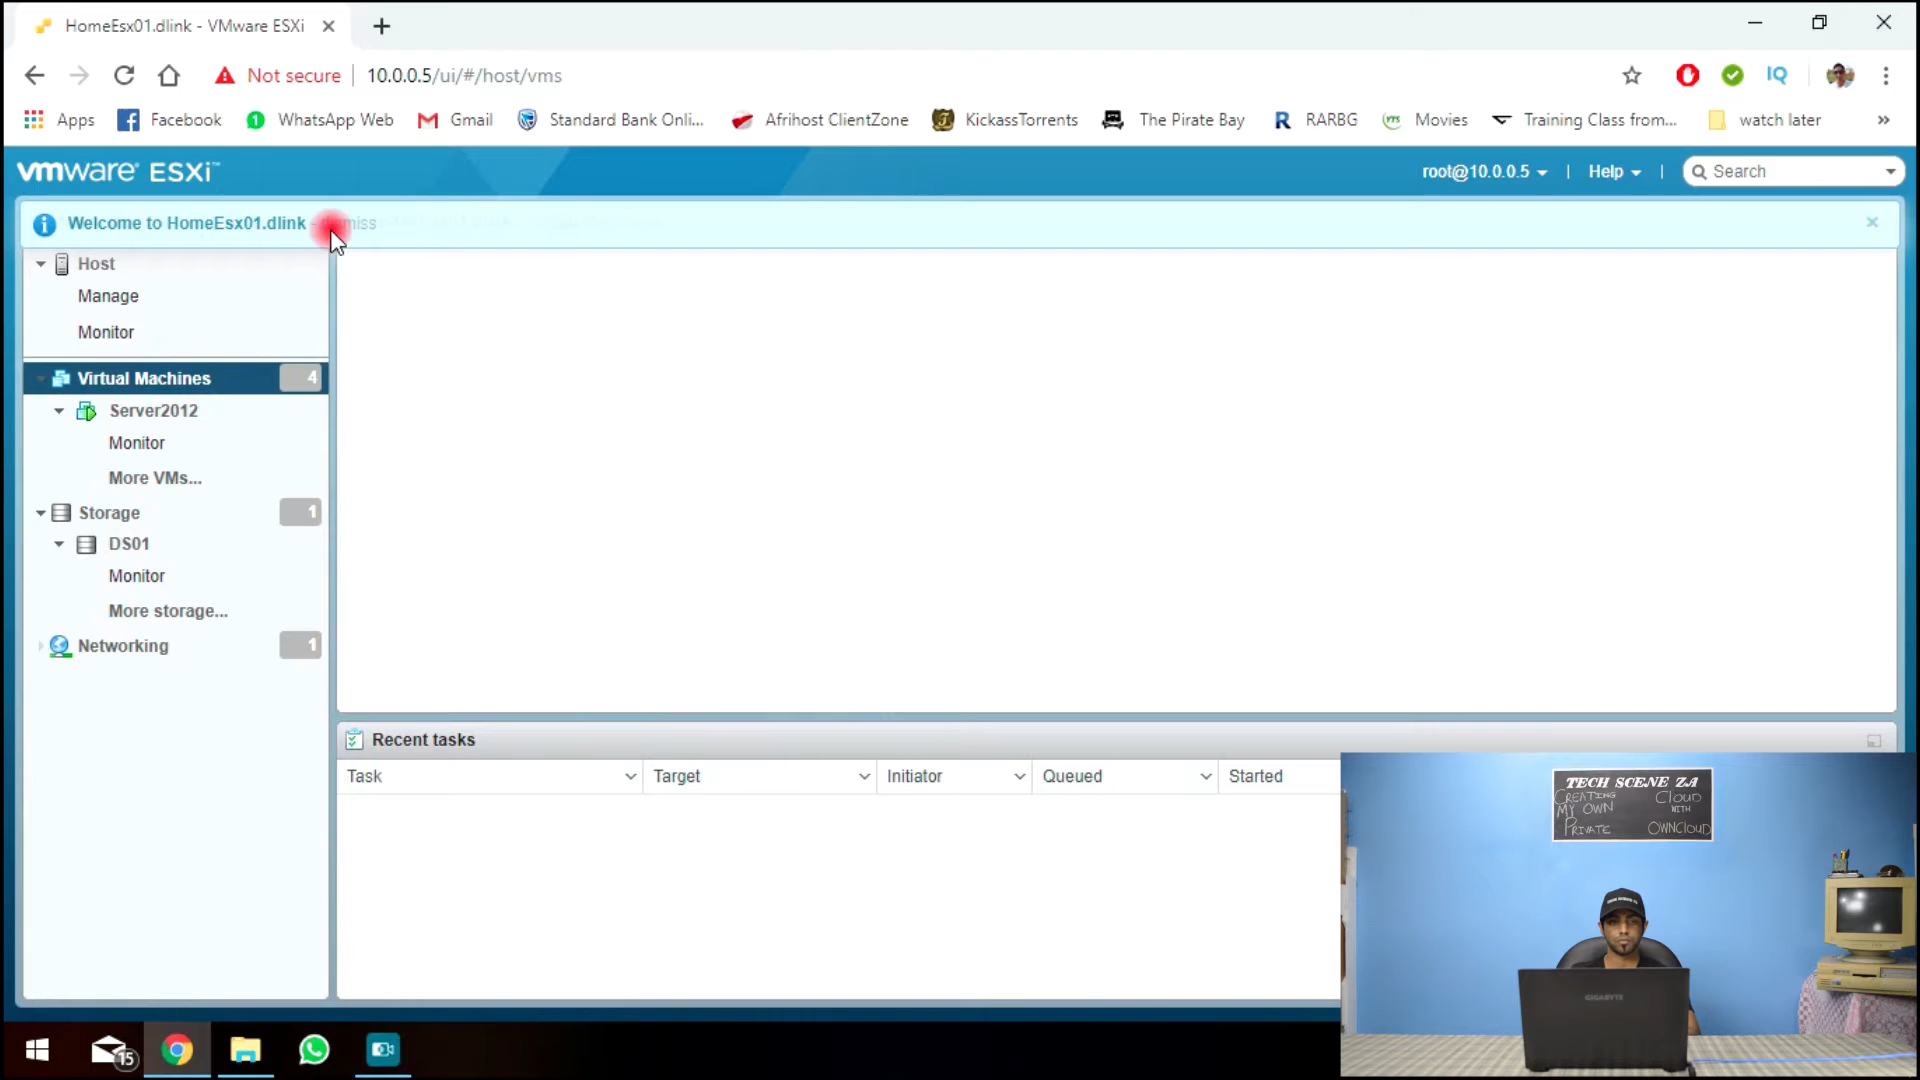 HomeEsx01.dlink - VMware ESXi
Not secure
10.0.0.5/ui/#/host/vms
IQ
Apps
Facebook
WhatsApp Web
Gmail
Standard Bank Onli...
Afrihost ClientZone
KickassTorrents
The Pirate Bay
RARBG
Movies
Training Class from...
watch later
vmware ESXi™
root@10.0.0.5
Help
Search
Welcome to HomeEsx01.dlink -
Host
Manage
Monitor
Virtual Machines 4
Server2012
Monitor
More VMs...
Storage 1
DS01
Monitor
More storage...
Networking 1
Recent tasks
Task
Target
Initiator
Queued
Started
TECH SCENE ZA
CREATING CLOUD
MY OWN WITH
PRIVATE OWNCLOUD
GIGABYTE
15